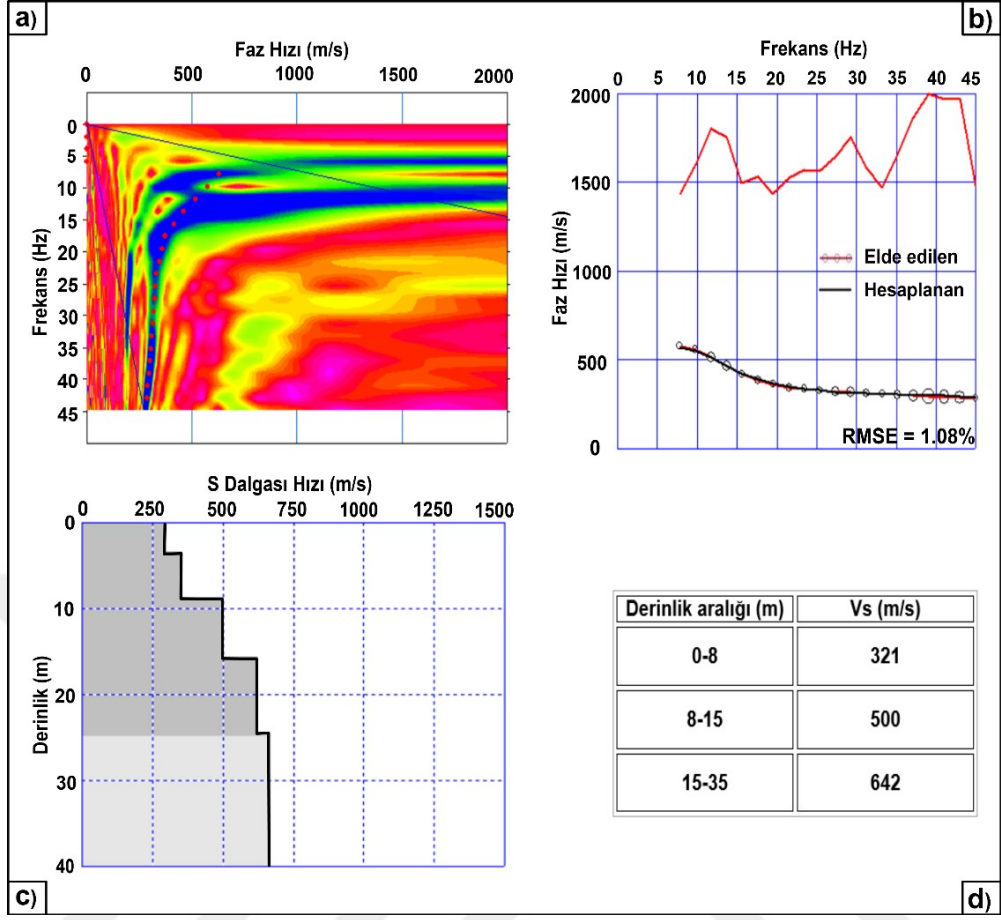 a)
Faz Hızı (m/s)
0 500 1000 1500 2000
Frekans (Hz)
0
5
10
15
20
25
30
35
40
45
b)
Frekans (Hz)
0 5 10 15 20 25 30 35 40 45
Faz Hızı (m/s)
2000
1500
1000
500
0
Elde edilen
Hesaplanan
RMSE = 1.08%
S Dalgası Hızı (m/s)
0 250 500 750 1000 1250 1500
Derinlik (m)
0
10
20
30
40
c)
Derinlik aralığı (m) Vs (m/s)
0-8 321
8-15 500
15-35 642
d)